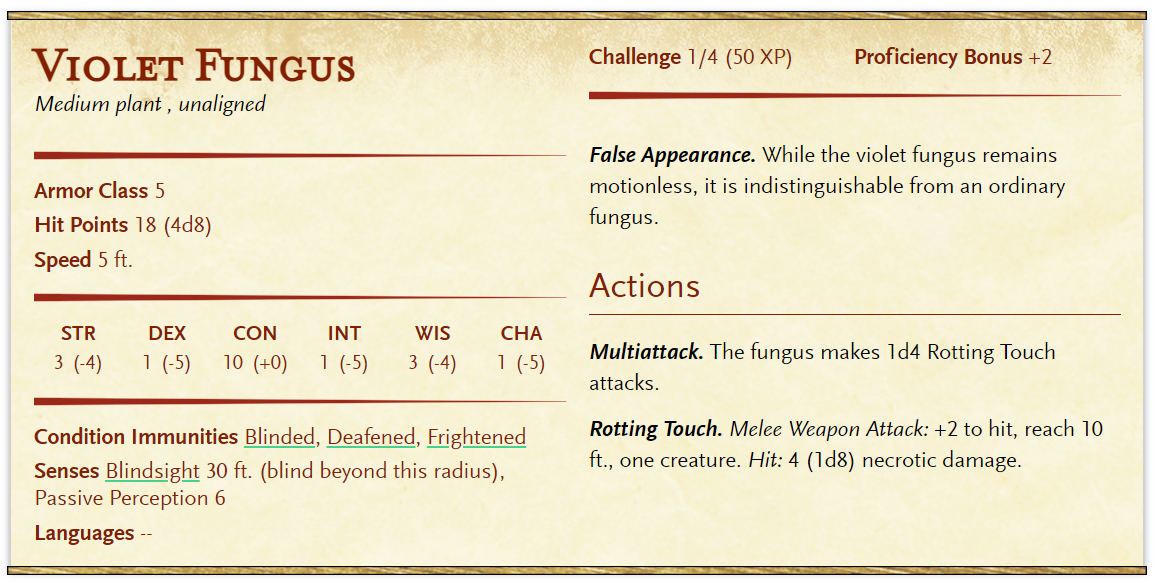 Violet Fungus
Medium plant , unaligned
Armor Class 5
Hit Points 18 (4d8)
Speed 5 ft.
STR DEX CON INT WIS CHA
3 (-4) 1 (-5) 10 (+0) 1 (-5) 3 (-4) 1 (-5)
Condition Immunities Blinded, Deafened, Frightened
Senses Blindsight 30 ft. (blind beyond this radius),
Passive Perception 6
Languages --
Challenge 1/4 (50 XP) Proficiency Bonus +2
False Appearance. While the violet fungus remains
motionless, it is indistinguishable from an ordinary
fungus.
Actions
Multiattack. The fungus makes 1d4 Rotting Touch
attacks.
Rotting Touch. Melee Weapon Attack: +2 to hit, reach 10
ft., one creature. Hit: 4 (1d8) necrotic damage.